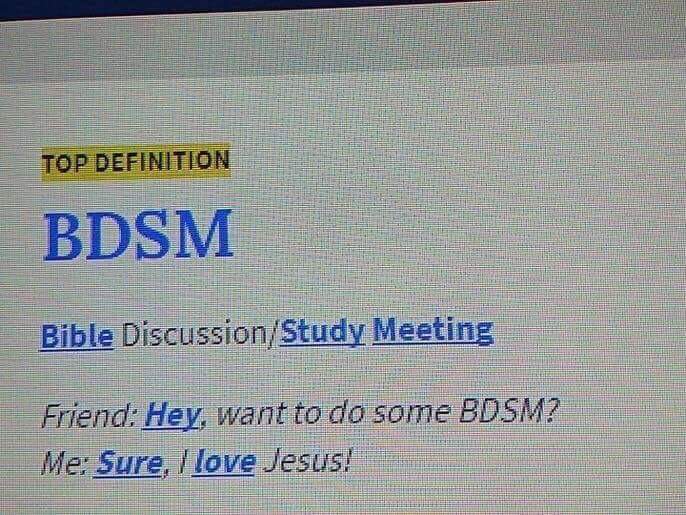 TOP DEFINITION
BDSM
Bible Discussion/Study Meeting
Friend: Hey, want to do some BDSM?
Me: Sure, I love Jesus!